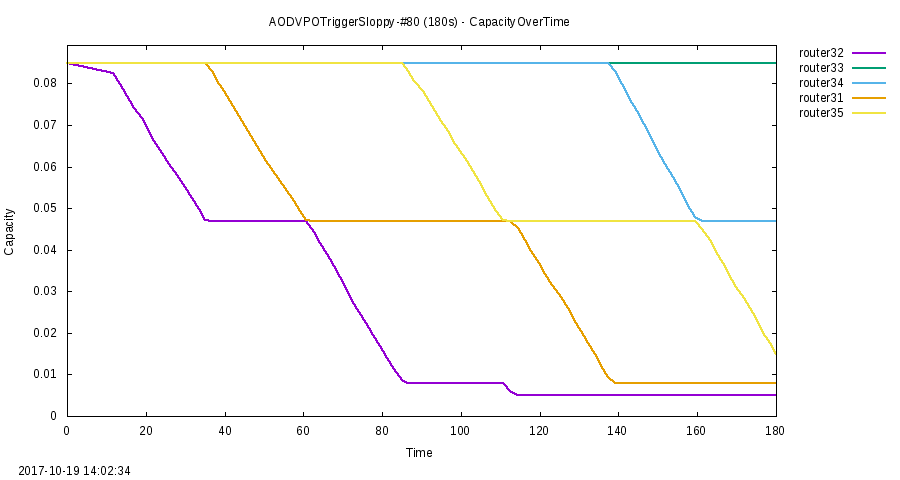 AODVPOTriggerSloppy-#80 (180s) - CapacityOverTime
router32
router33
router34
router31
router35
0.08
0.07
0.06
0.05
0.04
0.03
0.02
0.01
0
Capacity
0 20 40 60 80 100 120 140 160 180
Time
2017-10-19 14:02:34